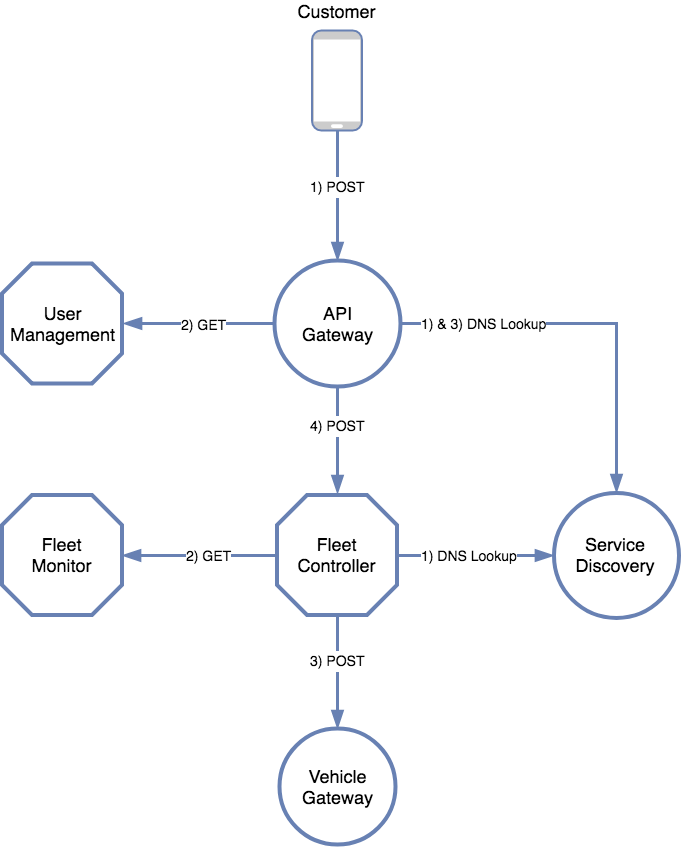 Customer
1) POST
User
Management
2) GET
API
Gateway
1) & 3) DNS Lookup
4) POST
Fleet
Monitor
2) GET
Fleet
Controller
1) DNS Lookup
Service
Discovery
3) POST
Vehicle
Gateway